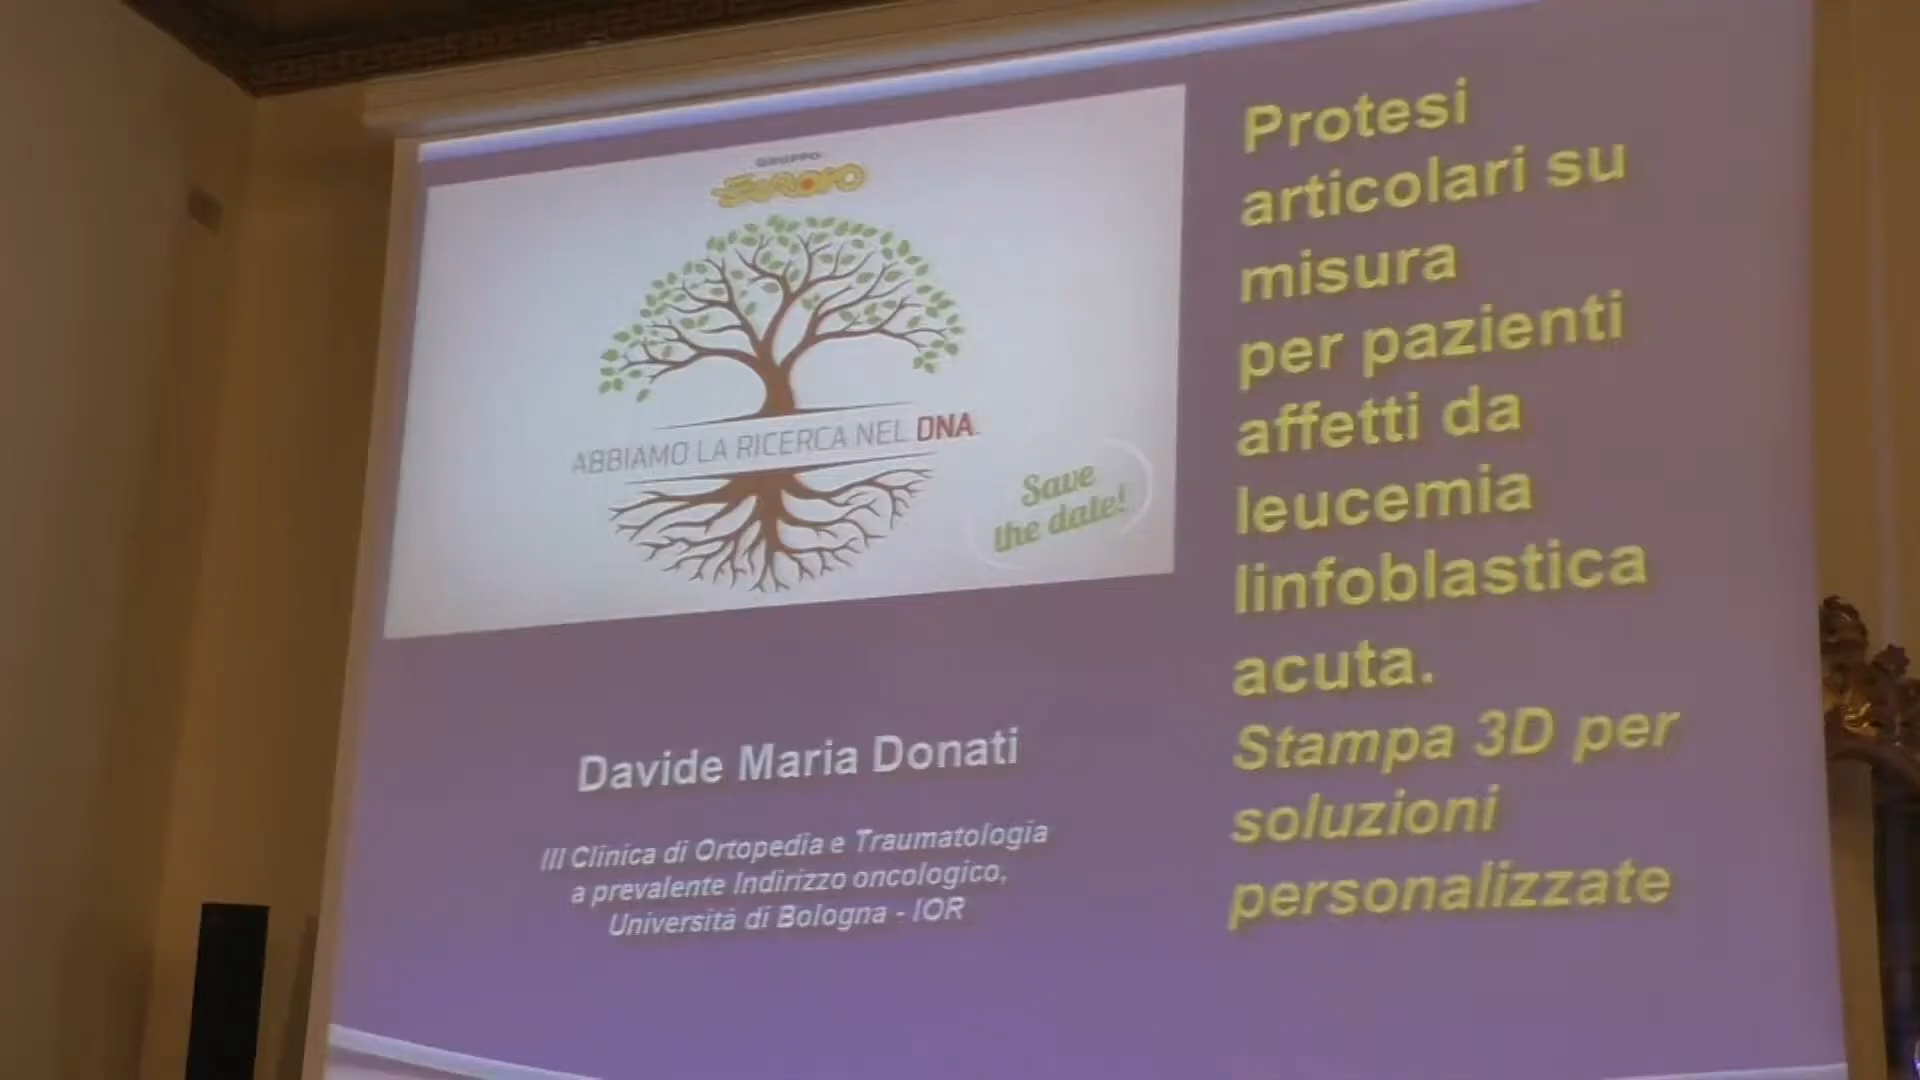 GRUPPO
ABBIAMO LA RICERCA NEL DNA.
Save
the date!
Davide Maria Donati
III Clinica di Ortopedia e Traumatologia
a prevalente Indirizzo oncologico,
Università di Bologna - IOR
Protesi
articolari su
misura
per pazienti
affetti da
leucemia
linfoblastica
acuta.
Stampa 3D per
soluzioni
personalizzate